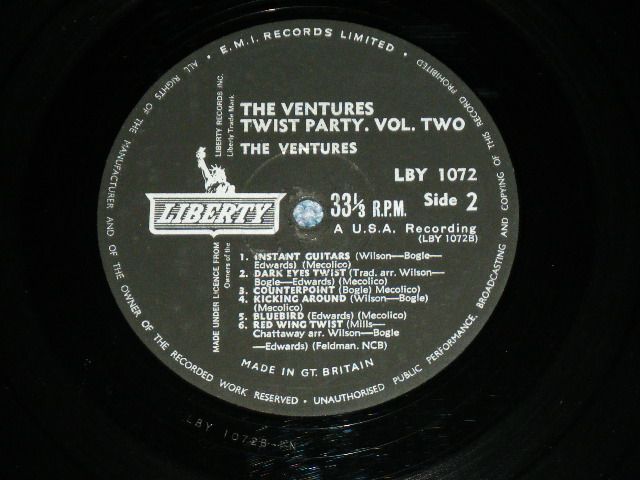 E.M.I. RECORDS LIMITED •
ALL RIGHTS OF THE MANUFACTURER AND OF THE OWNER OF THE RECORDED WORK RESERVED • UNAUTHORISED PUBLIC PERFORMANCE, BROADCASTING AND COPYING OF THIS RECORD PROHIBITED
THE VENTURES
TWIST PARTY. VOL. TWO
THE VENTURES
LIBERTY RECORDS INC.
Liberty Trade Mark
MADE UNDER LICENCE FROM
Owners of the
LIBERTY
LBY 1072
33⅓ R.P.M.
Side 2
A U.S.A. Recording
(LBY 1072B)
1. INSTANT GUITARS (Wilson—Bogle—
Edwards) (Mecolico)
2. DARK EYES TWIST (Trad. arr. Wilson—
Bogle—Edwards) (Mecolico)
3. COUNTERPOINT (Bogle) Mecolico)
4. KICKING AROUND (Wilson—Bogle)
(Mecolico)
5. BLUEBIRD (Edwards) (Mecolico)
6. RED WING TWIST (Mills—
Chattaway arr. Wilson—Bogle
—Edwards) (Feldman. NCB)
MADE IN GT. BRITAIN
LBY 1072B